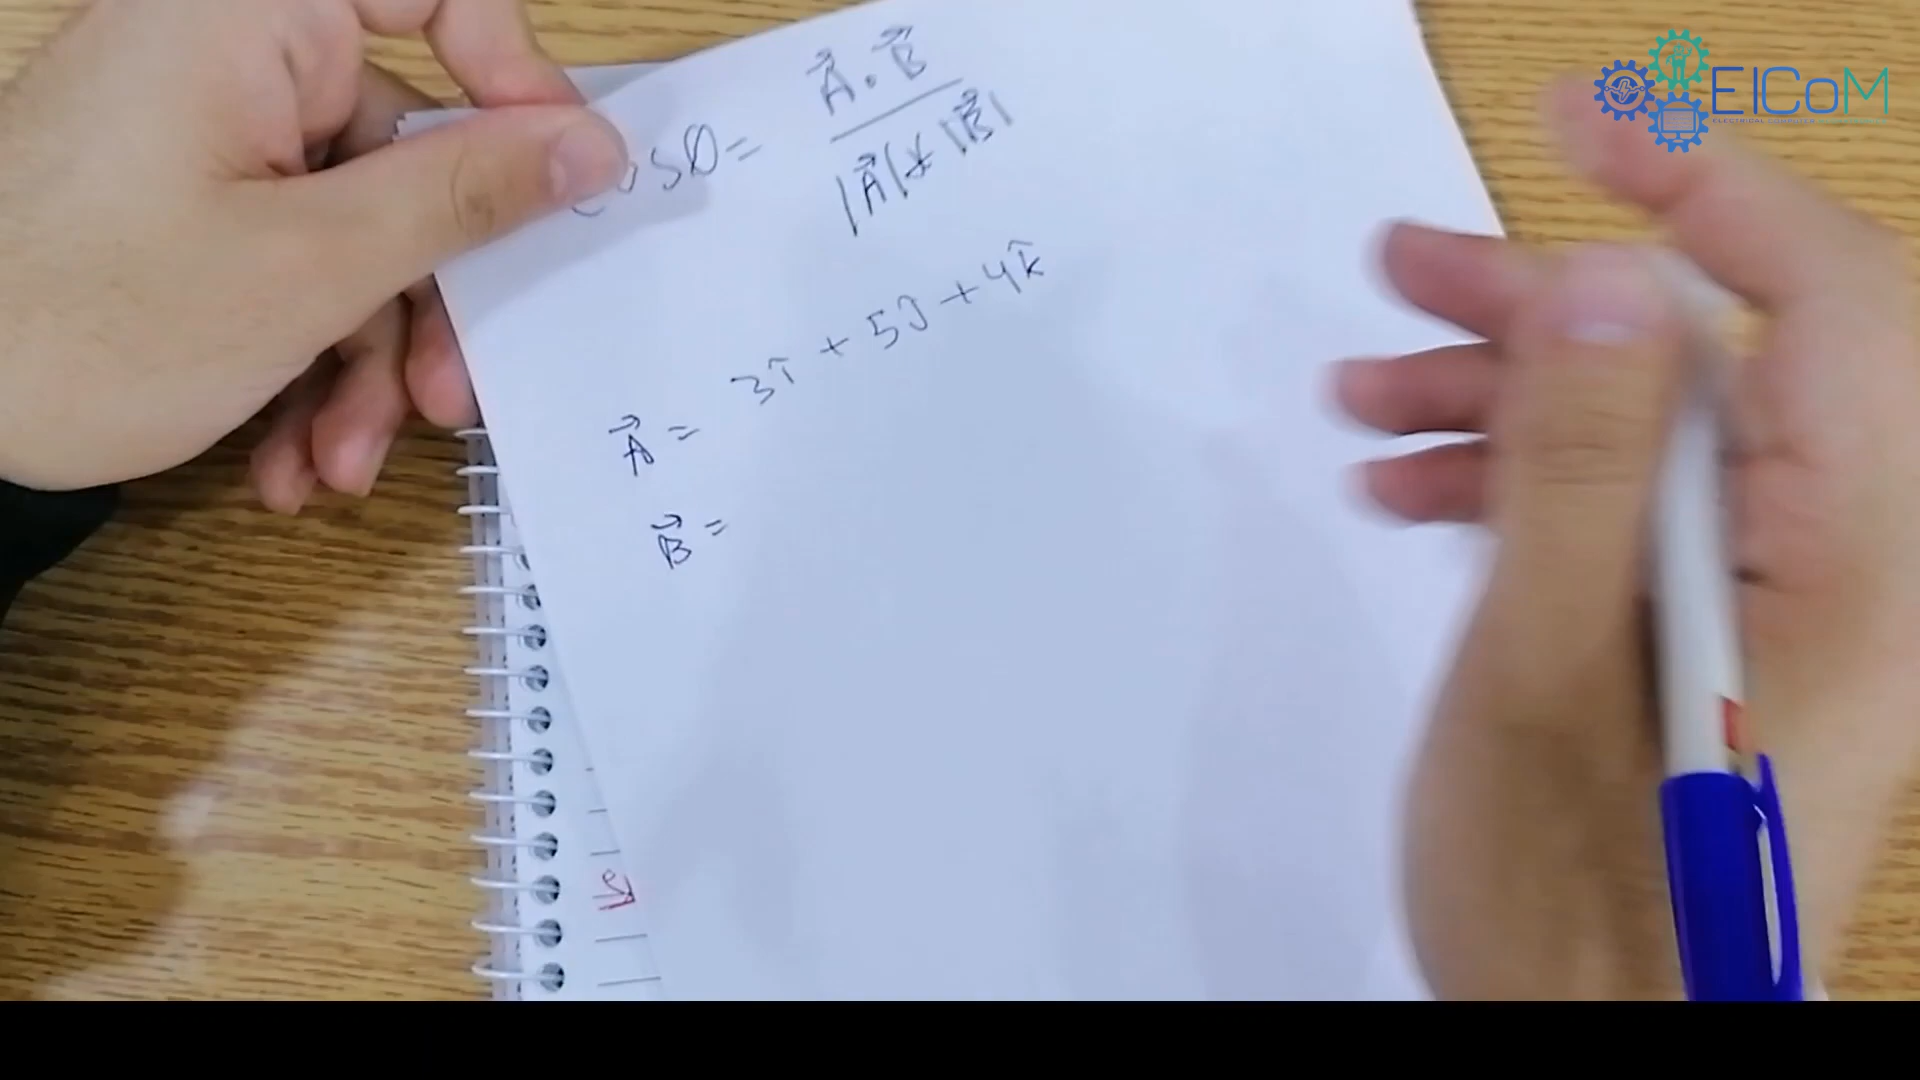 EICoM
cosθ = A⃗ · B⃗ / |A⃗| * |B⃗|
A⃗ = 3î + 5ĵ + 4k̂
B⃗ =